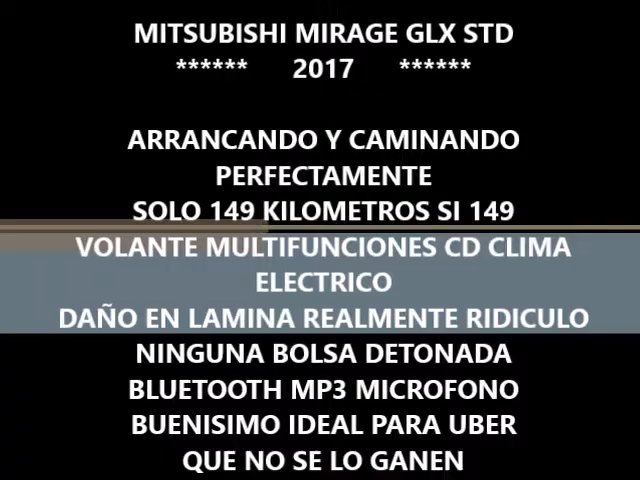 MITSUBISHI MIRAGE GLX STD
****** 2017 ******
ARRANCANDO Y CAMINANDO
PERFECTAMENTE
SOLO 149 KILOMETROS SI 149
VOLANTE MULTIFUNCIONES CD CLIMA
ELECTRICO
DAÑO EN LAMINA REALMENTE RIDICULO
NINGUNA BOLSA DETONADA
BLUETOOTH MP3 MICROFONO
BUENISIMO IDEAL PARA UBER
QUE NO SE LO GANEN